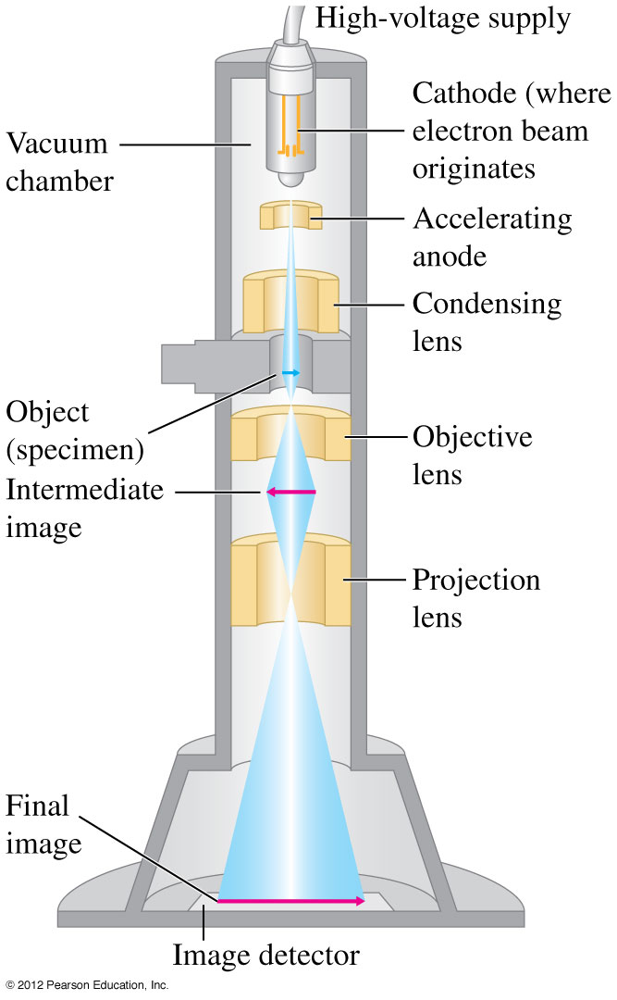 High-voltage supply
Cathode (where
electron beam
originates
Vacuum
chamber
Accelerating
anode
Condensing
lens
Object
(specimen)
Objective
lens
Intermediate
image
Projection
lens
Final
image
Image detector
© 2012 Pearson Education, Inc.